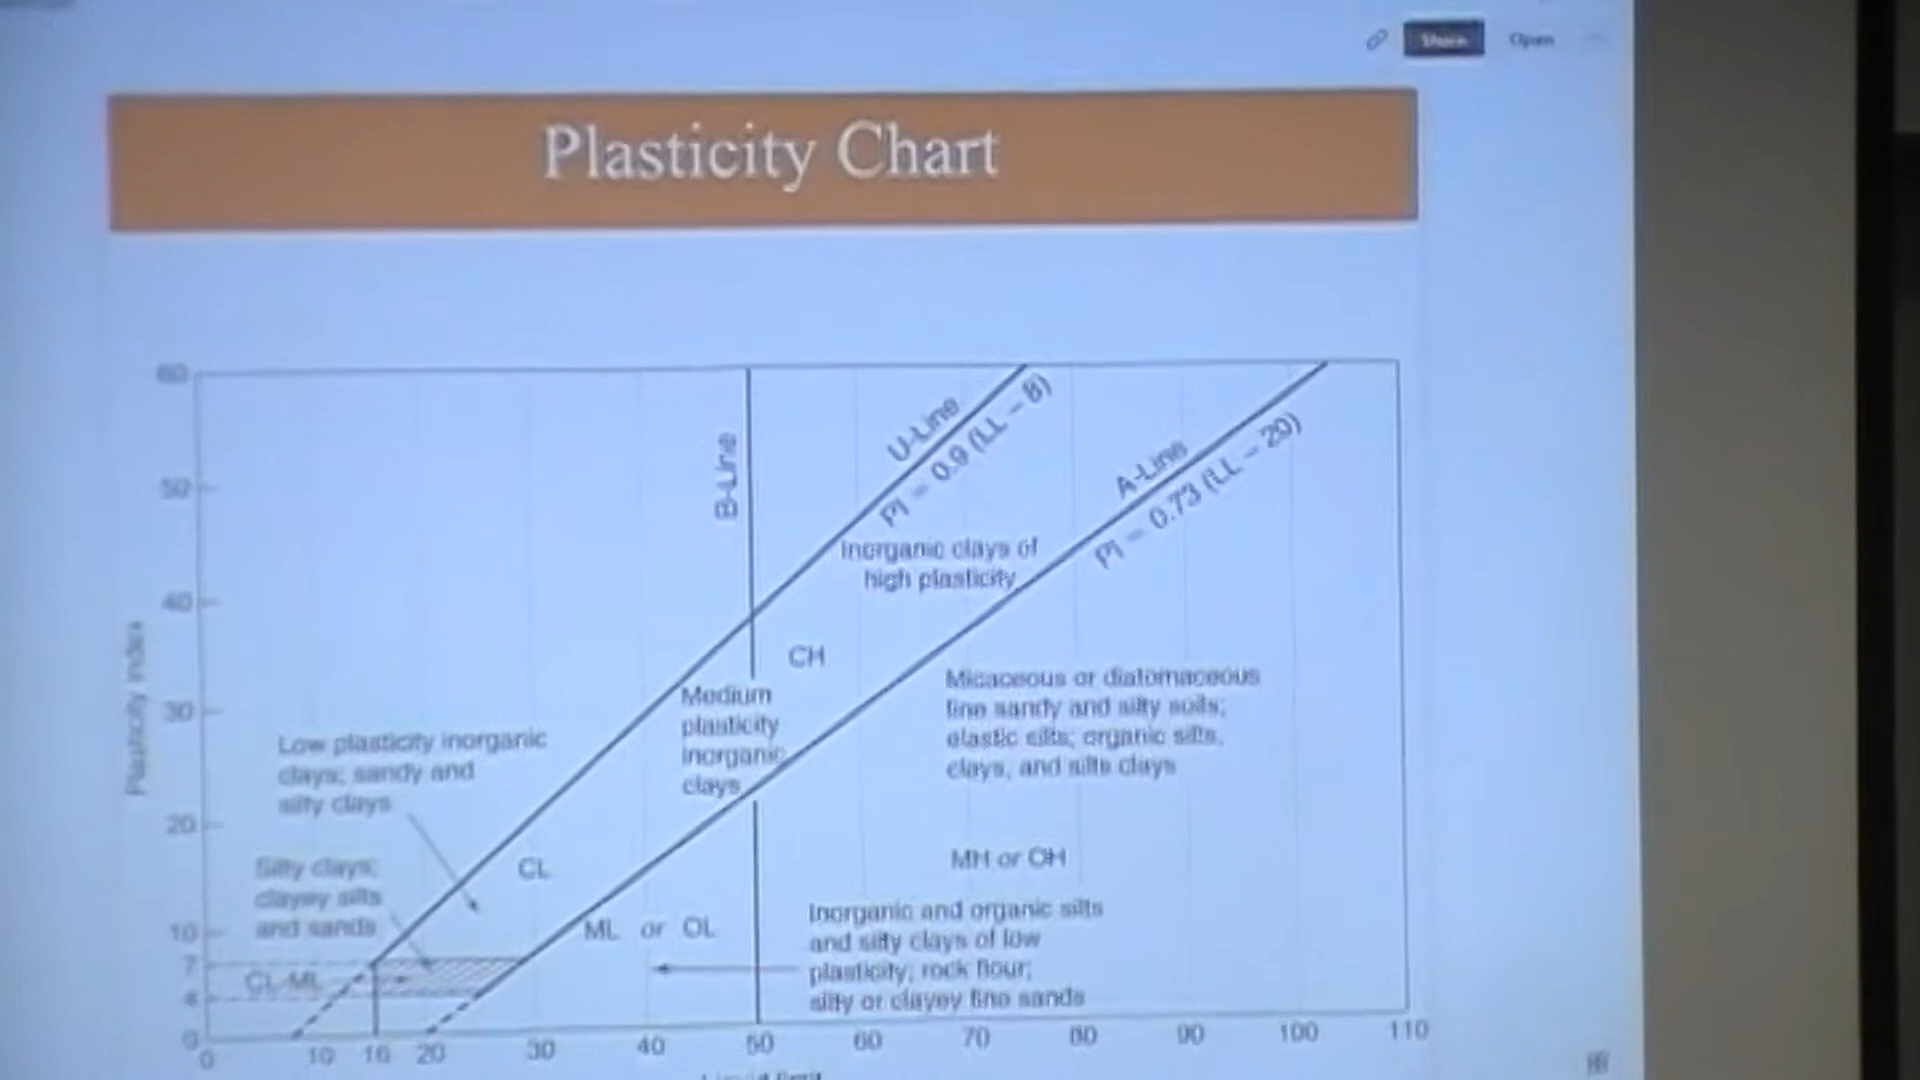 Share Open
Plasticity Chart
60
50
40
30
20
10
7
4
0
Plasticity index
B-Line
U-Line
PI = 0.9 (LL - 8)
A-Line
PI = 0.73 (LL - 20)
Inorganic clays of
high plasticity
CH
Medium
plasticity
inorganic
clays
Micaceous or diatomaceous
fine sandy and silty soils;
elastic silts; organic silts,
clays, and silts clays
Low plasticity inorganic
clays; sandy and
silty clays
CL
Silty clays;
clayey silts
and sands
CL-ML
ML or OL
MH or OH
Inorganic and organic silts
and silty clays of low
plasticity; rock flour;
silty or clayey fine sands
0 10 16 20 30 40 50 60 70 80 90 100 110
Liquid limit